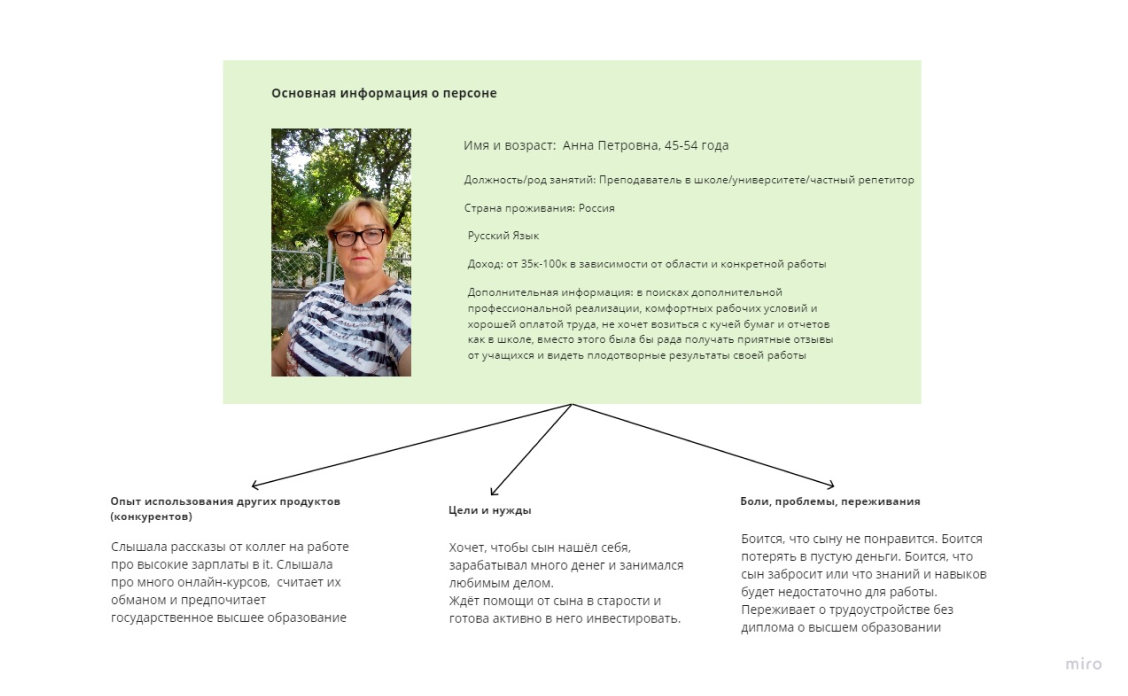 Основная информация о персоне
Имя и возраст: Анна Петровна, 45-54 года
Должность/род занятий: Преподаватель в школе/университете/частный репетитор
Страна проживания: Россия
Русский Язык
Доход: от 35к-100к в зависимости от области и конкретной работы
Дополнительная информация: в поисках дополнительной
профессиональной реализации, комфортных рабочих условий и
хорошей оплатой труда, не хочет возиться с кучей бумаг и отчетов
как в школе, вместо этого была бы рада получать приятные отзывы
от учащихся и видеть плодотворные результаты своей работы
Опыт использования других продуктов
(конкурентов)
Слышала рассказы от коллег на работе
про высокие зарплаты в it. Слышала
про много онлайн-курсов, считает их
обманом и предпочитает
государственное высшее образование
Цели и нужды
Хочет, чтобы сын нашёл себя,
зарабатывал много денег и занимался
любимым делом.
Ждёт помощи от сына в старости и
готова активно в него инвестировать.
Боли, проблемы, переживания
Боится, что сыну не понравится. Боится
потерять в пустую деньги. Боится, что
сын забросит или что знаний и навыков
будет недостаточно для работы.
Переживает о трудоустройстве без
диплома о высшем образовании
miro